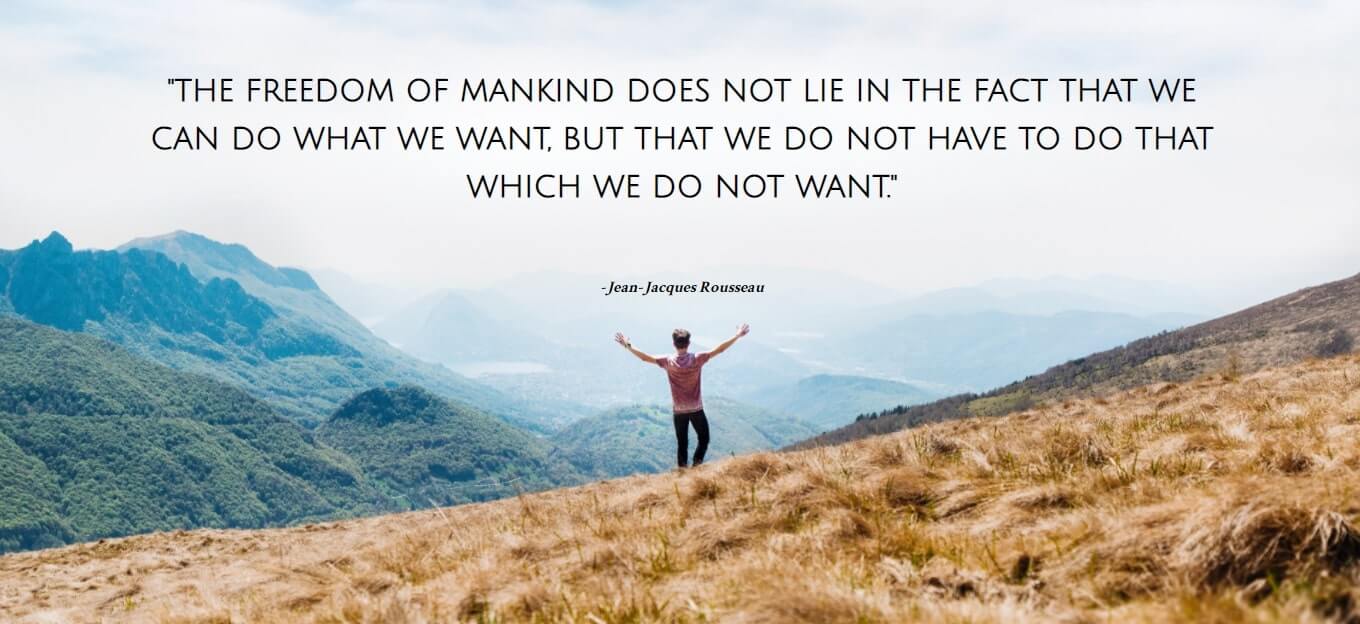 "THE FREEDOM OF MANKIND DOES NOT LIE IN THE FACT THAT WE
CAN DO WHAT WE WANT, BUT THAT WE DO NOT HAVE TO DO THAT
WHICH WE DO NOT WANT."
-Jean-Jacques Rousseau